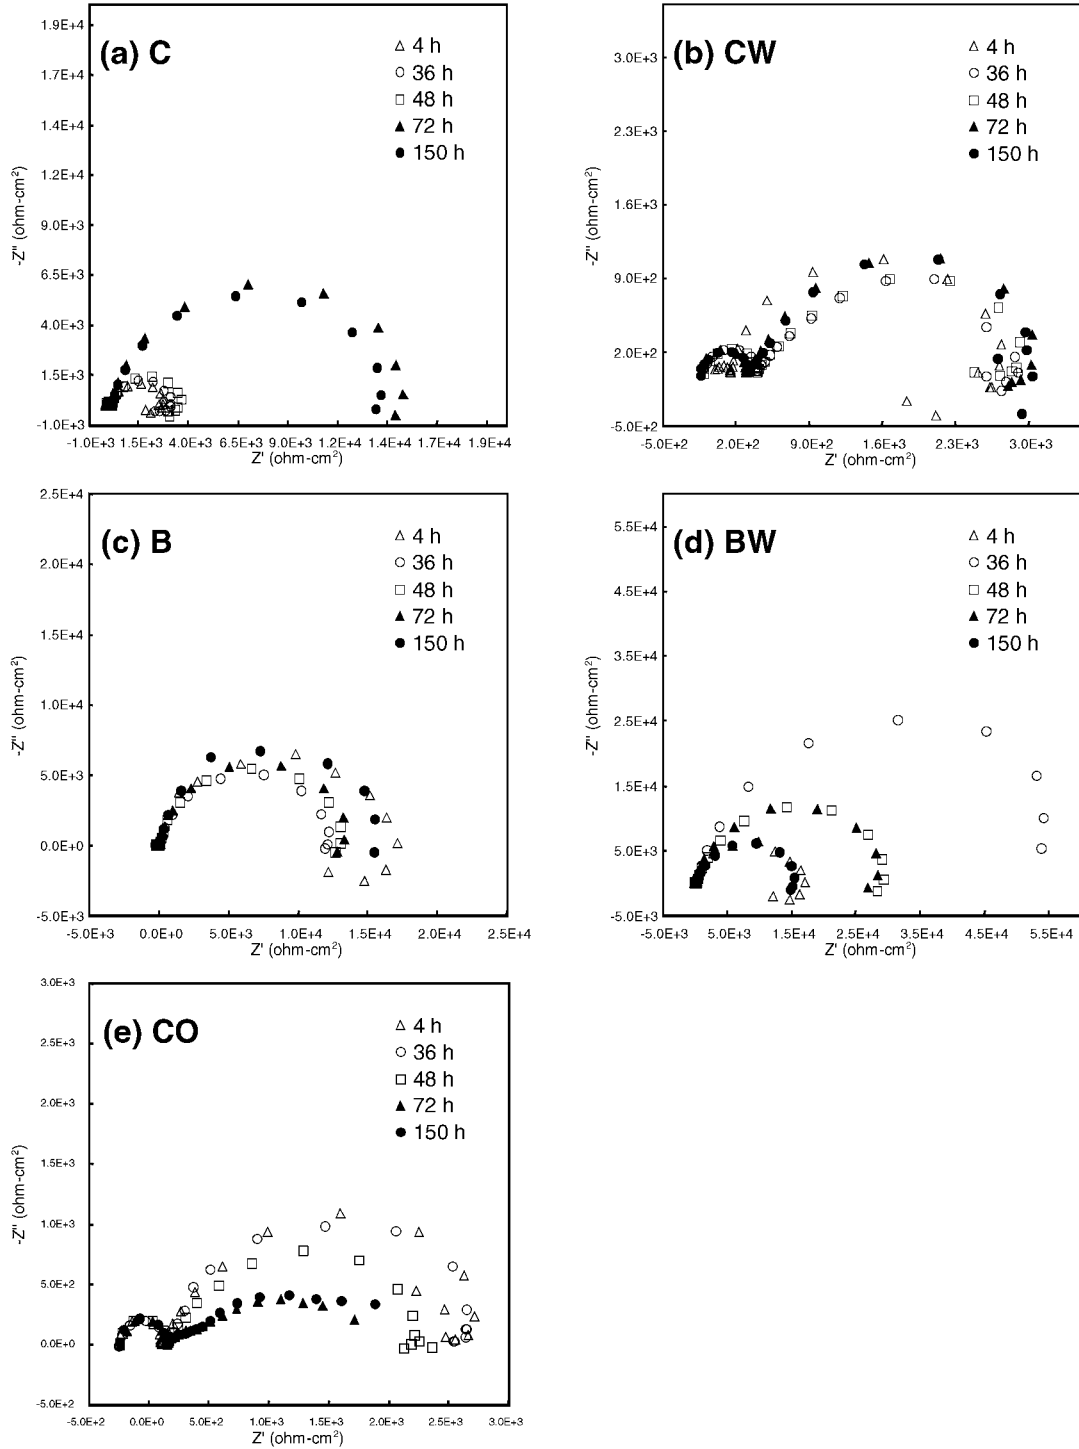 (a) C
4 h
36 h
48 h
72 h
150 h
1.9E+4
1.7E+4
1.4E+4
1.2E+4
9.0E+3
6.5E+3
4.0E+3
1.5E+3
-1.0E+3
-Z'' (ohm-cm²)
-1.0E+3 1.5E+3 4.0E+3 6.5E+3 9.0E+3 1.2E+4 1.4E+4 1.7E+4 1.9E+4
Z' (ohm-cm²)
(b) CW
4 h
36 h
48 h
72 h
150 h
3.0E+3
2.3E+3
1.6E+3
9.0E+2
2.0E+2
-5.0E+2
-Z'' (ohm-cm²)
-5.0E+2 2.0E+2 9.0E+2 1.6E+3 2.3E+3 3.0E+3
Z' (ohm-cm²)
(c) B
4 h
36 h
48 h
72 h
150 h
2.5E+4
2.0E+4
1.5E+4
1.0E+4
5.0E+3
0.0E+0
-5.0E+3
-Z'' (ohm-cm²)
-5.0E+3 0.0E+0 5.0E+3 1.0E+4 1.5E+4 2.0E+4 2.5E+4
Z' (ohm-cm²)
(d) BW
4 h
36 h
48 h
72 h
150 h
5.5E+4
4.5E+4
3.5E+4
2.5E+4
1.5E+4
5.0E+3
-5.0E+3
-Z'' (ohm-cm²)
-5.0E+3 5.0E+3 1.5E+4 2.5E+4 3.5E+4 4.5E+4 5.5E+4
Z' (ohm-cm²)
(e) CO
4 h
36 h
48 h
72 h
150 h
3.0E+3
2.5E+3
2.0E+3
1.5E+3
1.0E+3
5.0E+2
0.0E+0
-5.0E+2
-Z'' (ohm-cm²)
-5.0E+2 0.0E+0 5.0E+2 1.0E+3 1.5E+3 2.0E+3 2.5E+3 3.0E+3
Z' (ohm-cm²)